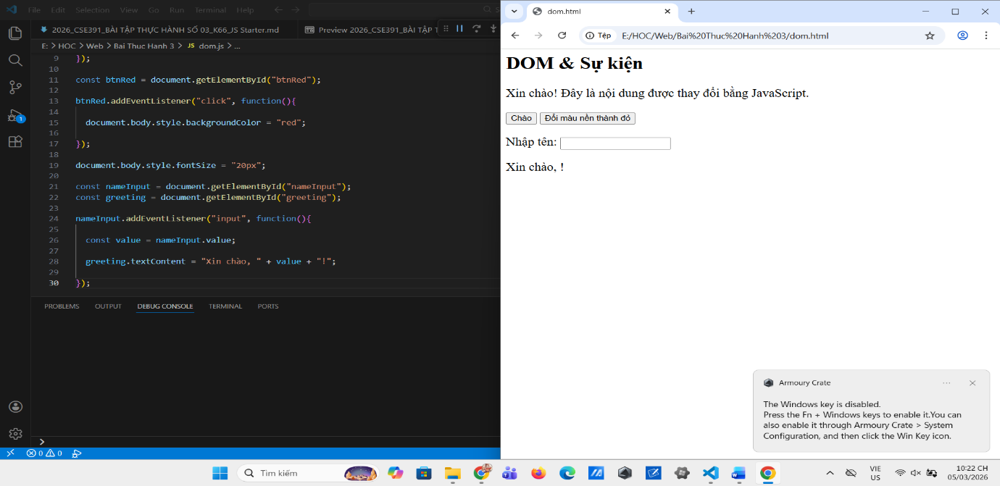 File Edit Selection View Go Run Terminal Help
2026_CSE391_BÀI TẬP THỰC HÀNH SỐ 03_K66_JS Starter.md
Preview 2026_CSE391_BÀI TẬP T
E: > HOC > Web > Bai Thuc Hanh 3 > JS dom.js > ...
9 });
10
11 const btnRed = document.getElementById("btnRed");
12
13 btnRed.addEventListener("click", function(){
14
15 document.body.style.backgroundColor = "red";
16
17 });
18
19 document.body.style.fontSize = "20px";
20
21 const nameInput = document.getElementById("nameInput");
22 const greeting = document.getElementById("greeting");
23
24 nameInput.addEventListener("input", function(){
25
26 const value = nameInput.value;
27
28 greeting.textContent = "Xin chào, " + value + "!";
29
30 });
PROBLEMS OUTPUT DEBUG CONSOLE TERMINAL PORTS
1
0 0
dom.html
Tệp E:/HOC/Web/Bai%20Thuc%20Hanh%203/dom.html
DOM & Sự kiện
Xin chào! Đây là nội dung được thay đổi bằng JavaScript.
Chào Đổi màu nền thành đỏ
Nhập tên:
Xin chào, !
Armoury Crate
The Windows key is disabled.
Press the Fn + Windows keys to enable it.You can
also enable it through Armoury Crate > System
Configuration, and then click the Win Key icon.
Tìm kiếm
VIE
US
10:22 CH
05/03/2026